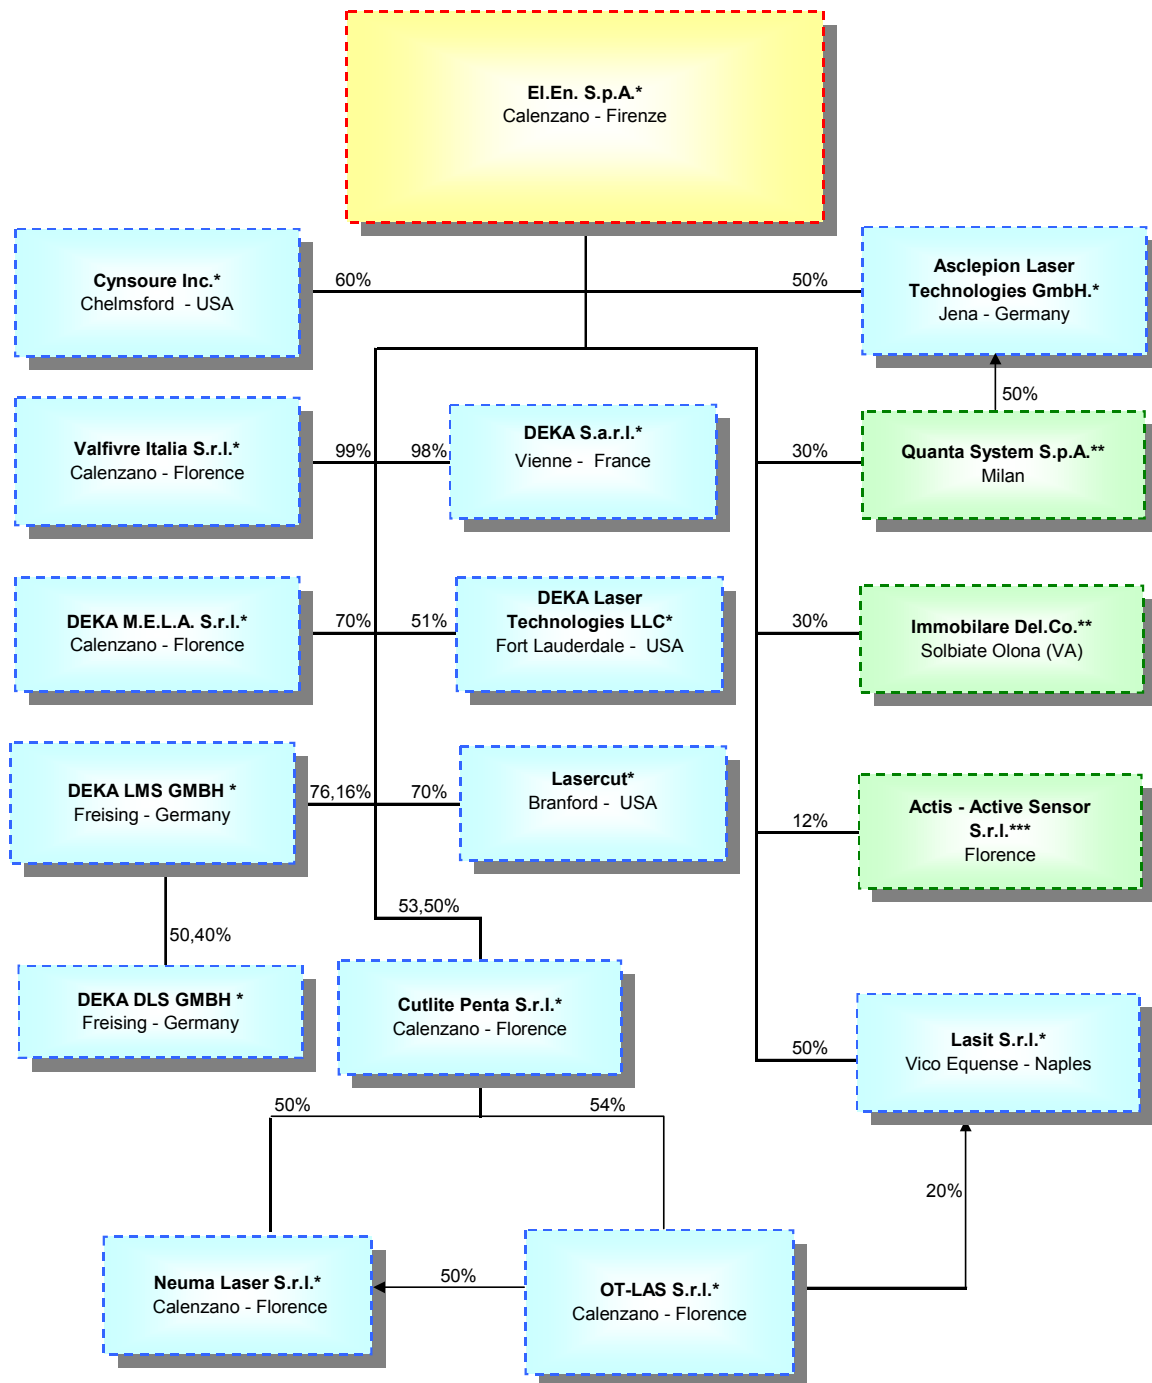 El.En. S.p.A.*
Calenzano - Firenze
Cynsoure Inc.*
Chelmsford - USA
60%
50%
Asclepion Laser
Technologies GmbH.*
Jena - Germany
50%
Valfivre Italia S.r.l.*
Calenzano - Florence
99%
98%
DEKA S.a.r.l.*
Vienne - France
30%
Quanta System S.p.A.**
Milan
DEKA M.E.L.A. S.r.l.*
Calenzano - Florence
70%
51%
DEKA Laser
Technologies LLC*
Fort Lauderdale - USA
30%
Immobilare Del.Co.**
Solbiate Olona (VA)
DEKA LMS GMBH *
Freising - Germany
76,16%
70%
Lasercut*
Branford - USA
12%
Actis - Active Sensor
S.r.l.***
Florence
50,40%
53,50%
DEKA DLS GMBH *
Freising - Germany
Cutlite Penta S.r.l.*
Calenzano - Florence
50%
Lasit S.r.l.*
Vico Equense - Naples
50%
54%
20%
Neuma Laser S.r.l.*
Calenzano - Florence
50%
OT-LAS S.r.l.*
Calenzano - Florence